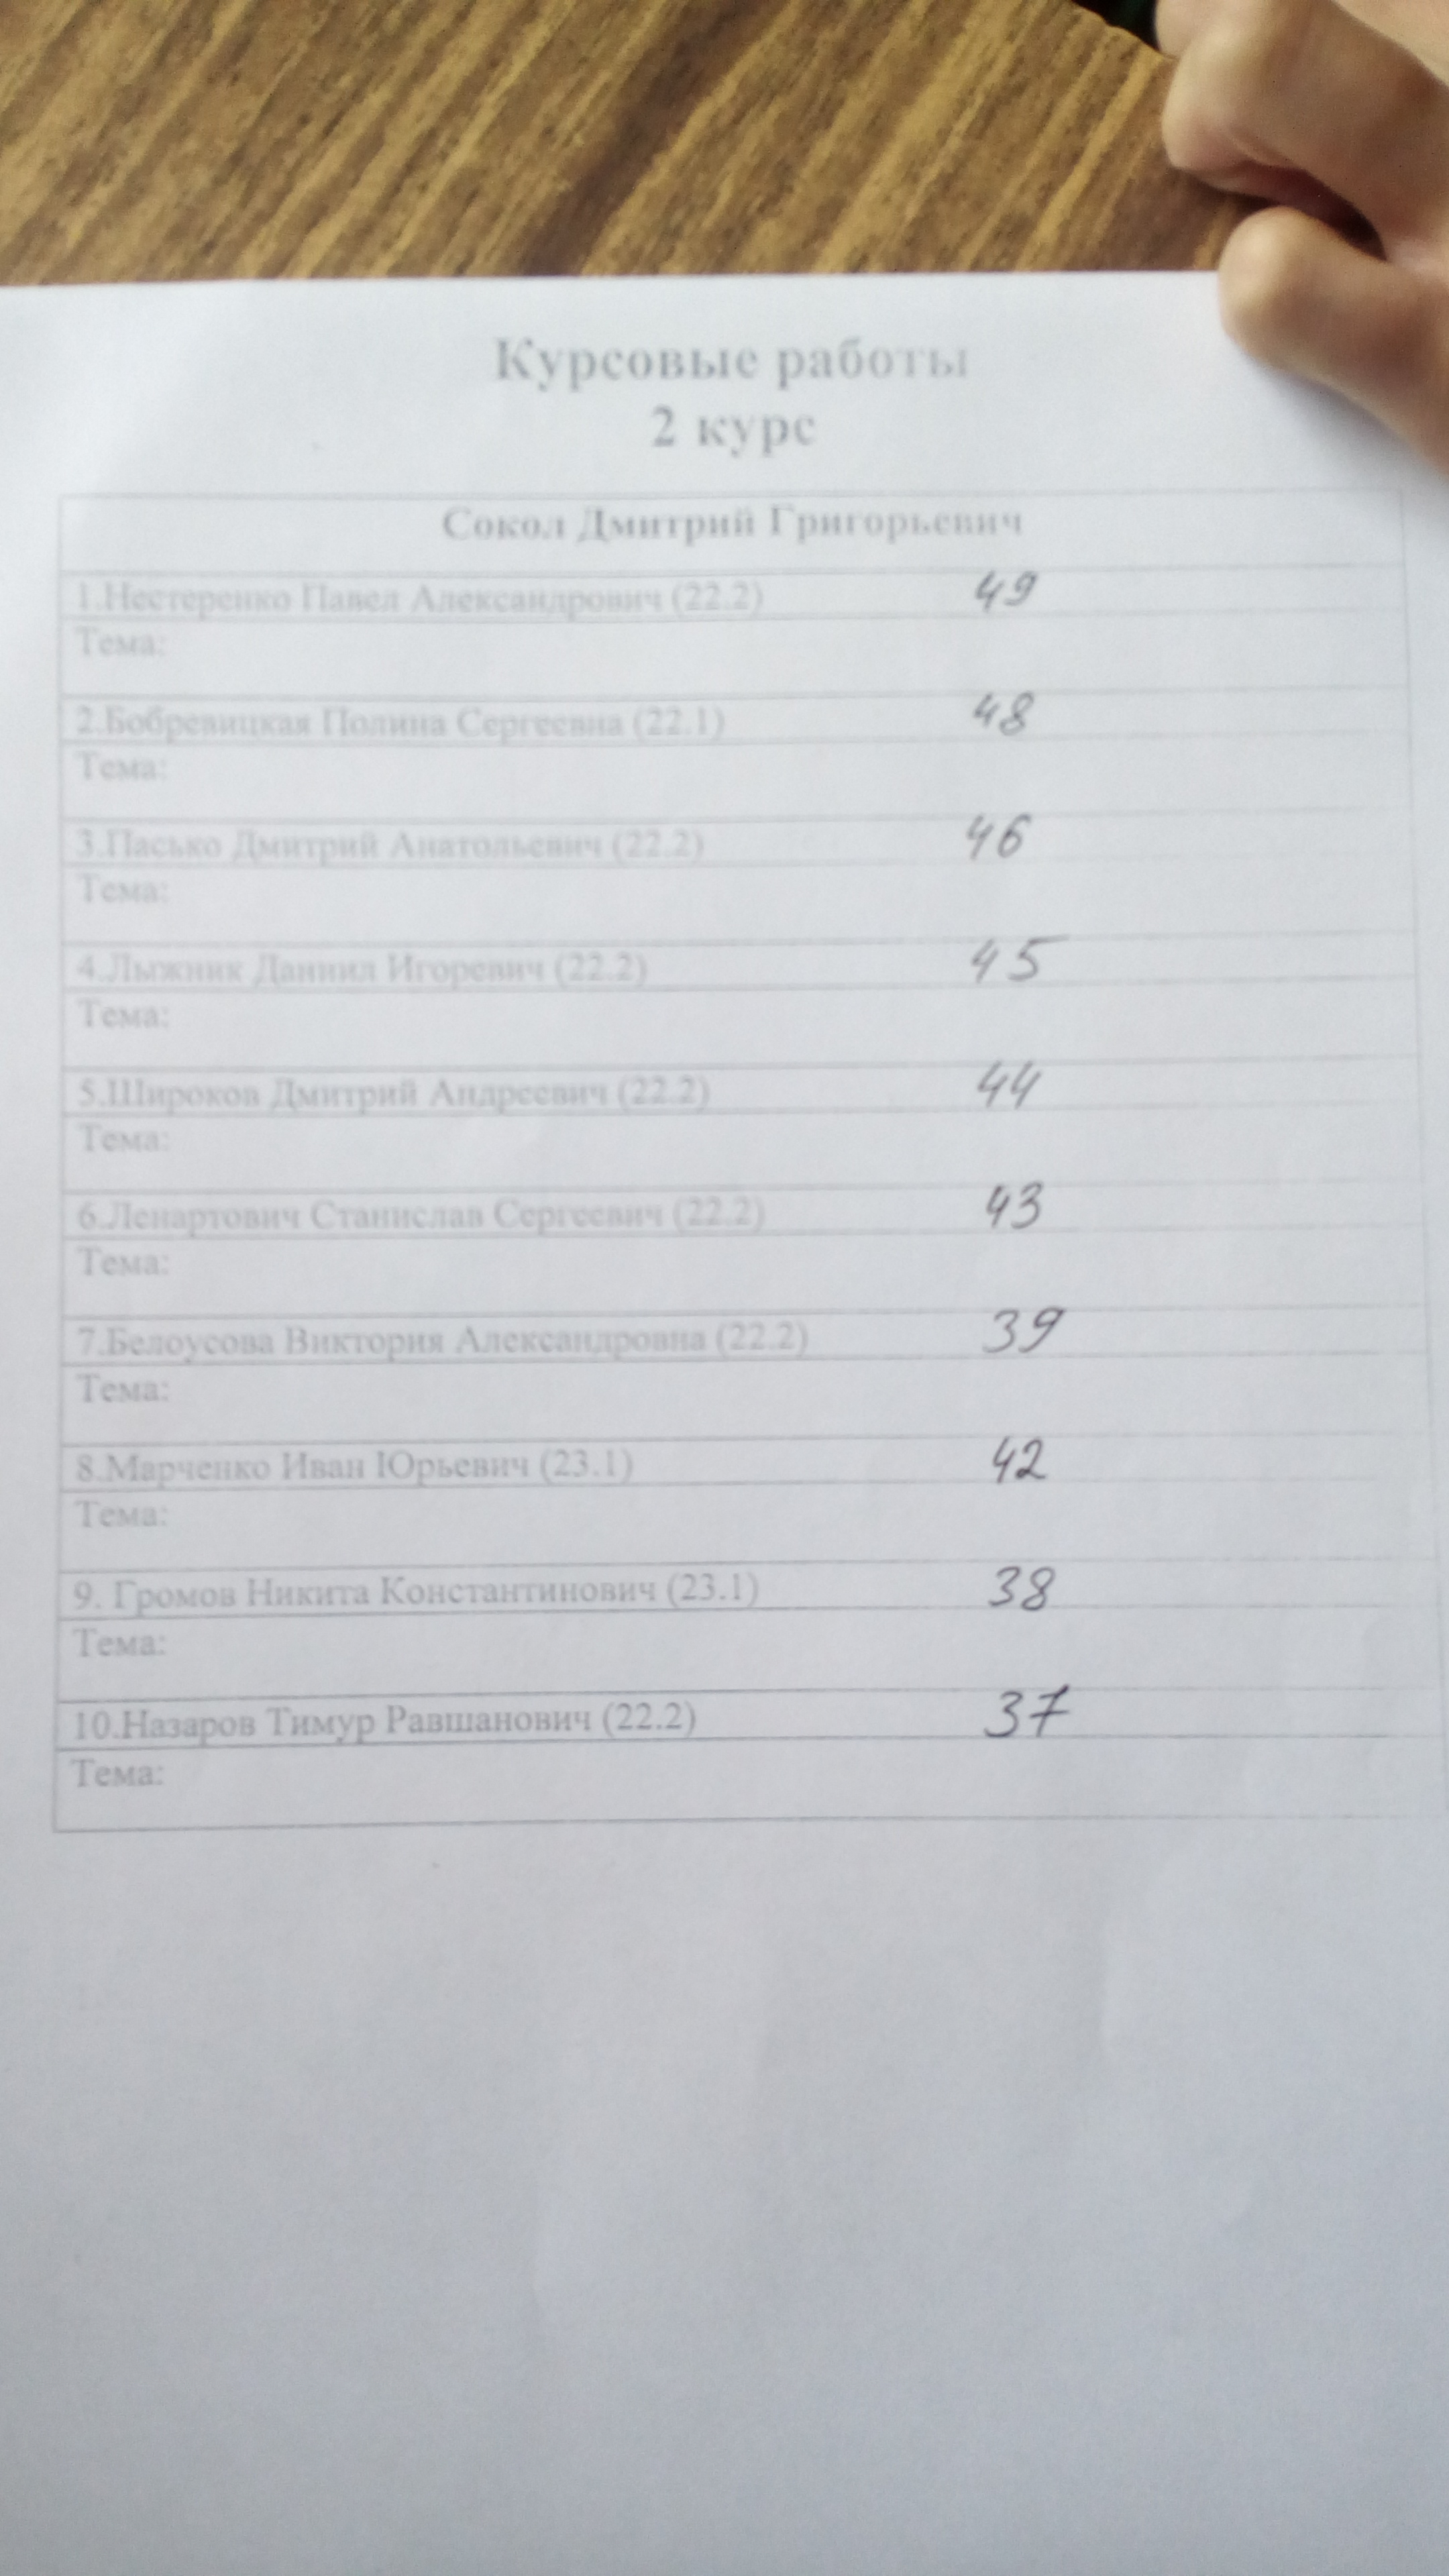 Курсовые работы
2 курс
Сокол Дмитрий Григорьевич
1.Нестеренко Павел Александрович (22.2) 49
Тема:
2.Бобревицкая Полина Сергеевна (22.1) 48
Тема:
3.Пасько Дмитрий Анатольевич (22.2) 46
Тема:
4.Лыжник Даниил Игоревич (22.2) 45
Тема:
5.Широков Дмитрий Андреевич (22.2) 44
Тема:
6.Ленартович Станислав Сергеевич (22.2) 43
Тема:
7.Белоусова Виктория Александровна (22.2) 39
Тема:
8.Марченко Иван Юрьевич (23.1) 42
Тема:
9. Громов Никита Константинович (23.1) 38
Тема:
10.Назаров Тимур Равшанович (22.2) 37
Тема: